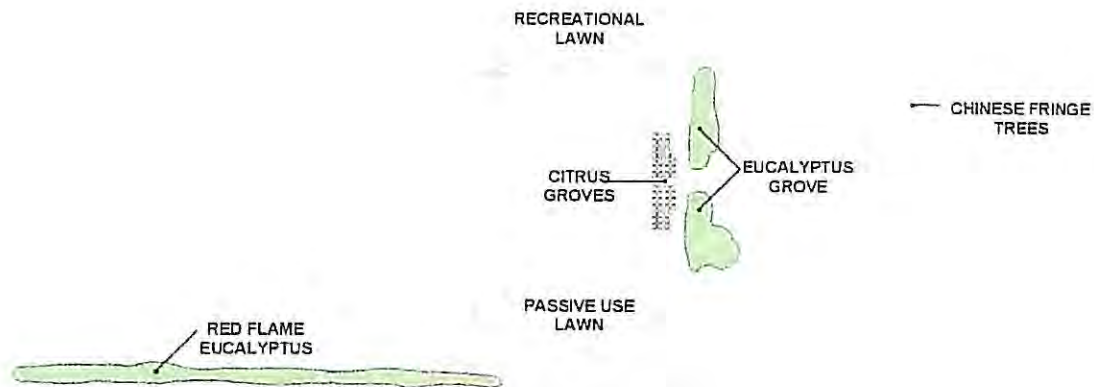 RECREATIONAL
LAWN
CHINESE FRINGE
TREES
CITRUS
GROVES
EUCALYPTUS
GROVE
PASSIVE USE
LAWN
RED FLAME
EUCALYPTUS